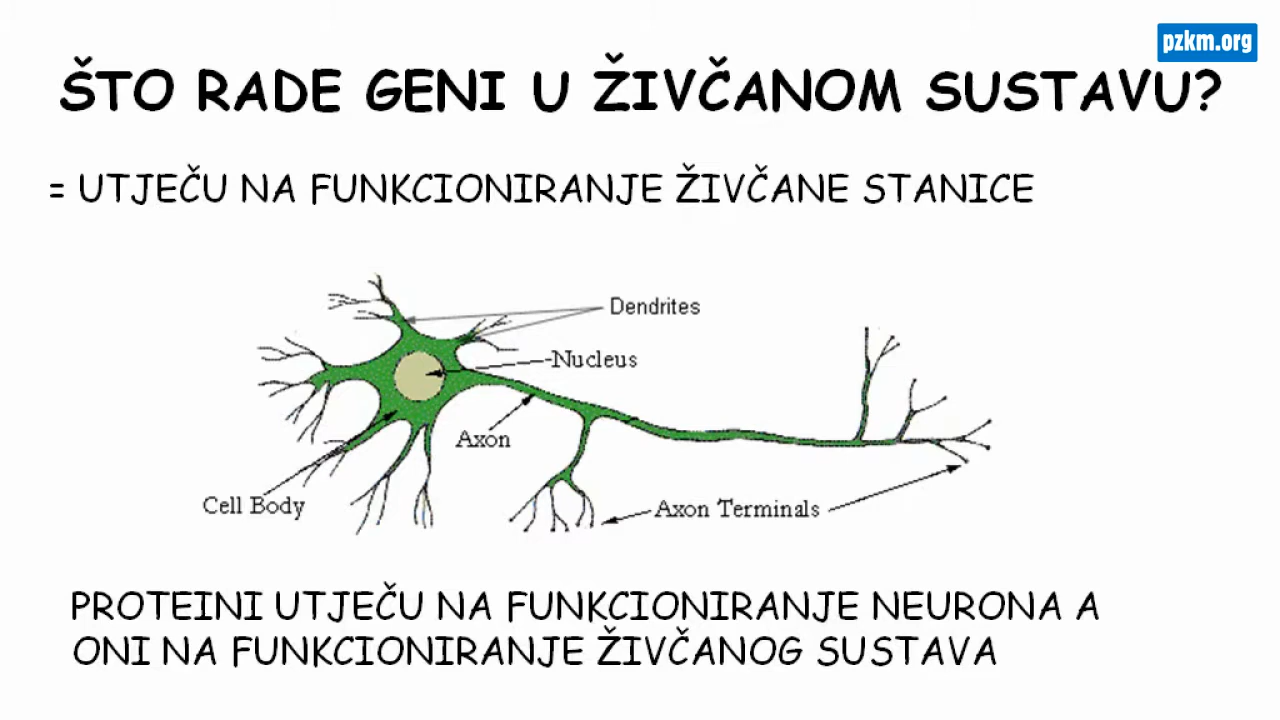 pzkm.org
ŠTO RADE GENI U ŽIVČANOM SUSTAVU?
= UTJEČU NA FUNKCIONIRANJE ŽIVČANE STANICE
Dendrites
Nucleus
Axon
Cell Body
Axon Terminals
PROTEINI UTJEČU NA FUNKCIONIRANJE NEURONA A
ONI NA FUNKCIONIRANJE ŽIVČANOG SUSTAVA